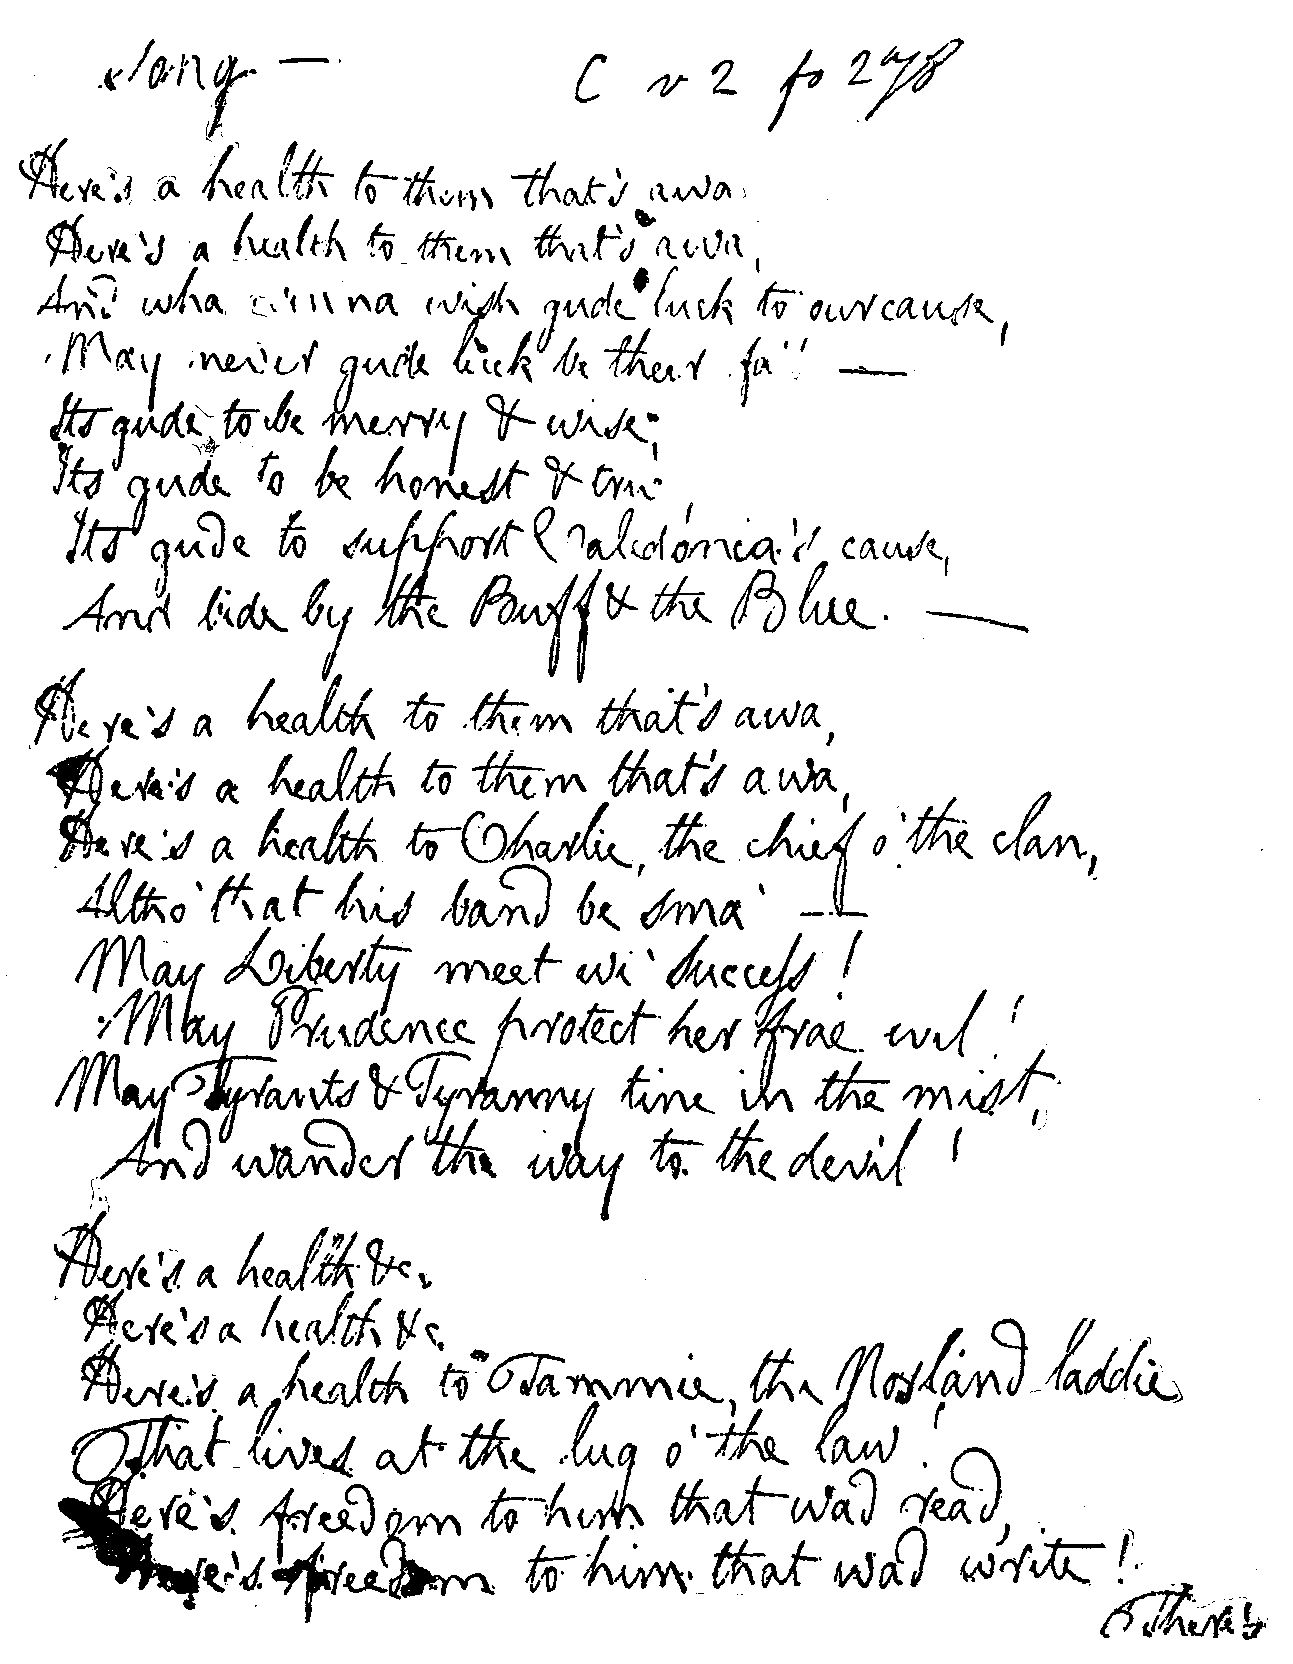 Song —
C v 2 fo 278
Here's a health to them that's awa
Here's a health to them that's awa,
And wha winna wish gude luck to our cause,
May never gude luck be their fa' —
Its gude to be merry & wise,
Its gude to be honest & true,
Its gude to support Caledonia's cause,
And bide by the Buff & the Blue. —
Here's a health to them that's awa,
Here's a health to them that's awa,
Here's a health to Charlie, the chief o' the clan,
Altho' that his band be sma' —
May Liberty meet wi' success!
May Prudence protect her frae evil!
May Tyrants & Tyranny tine in the mist,
And wander the way to the devil!
Here's a health &c.
Here's a health &c.
Here's a health to Tammie, the Norland laddie
That lives at the lug o' the law!
Here's freedom to him that wad read,
Here's freedom to him that wad write!
There's